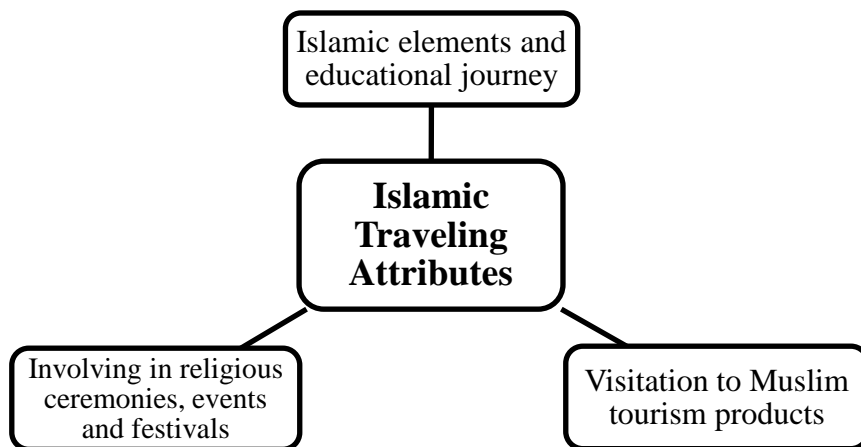 Islamic elements and
educational journey
Islamic
Traveling
Attributes
Involving in religious
ceremonies, events
and festivals
Visitation to Muslim
tourism products